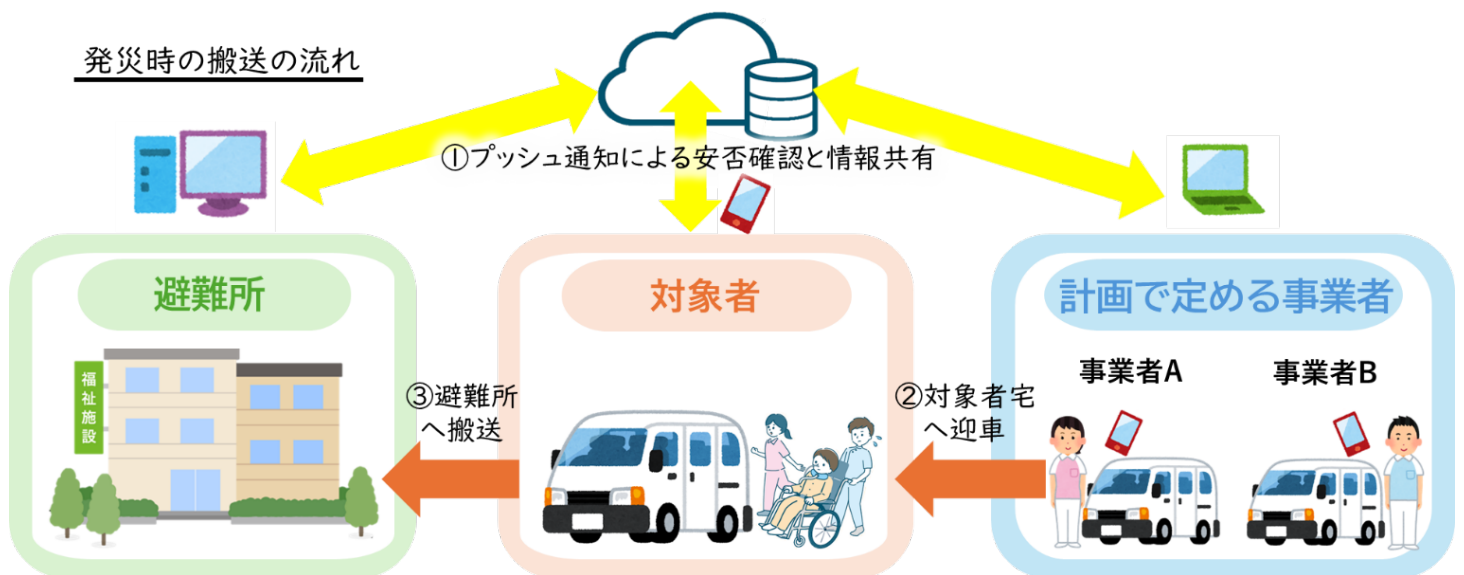 発災時の搬送の流れ
①プッシュ通知による安否確認と情報共有
避難所
福祉施設
③避難所
へ搬送
対象者
②対象者宅
へ迎車
計画で定める事業者
事業者A
事業者B